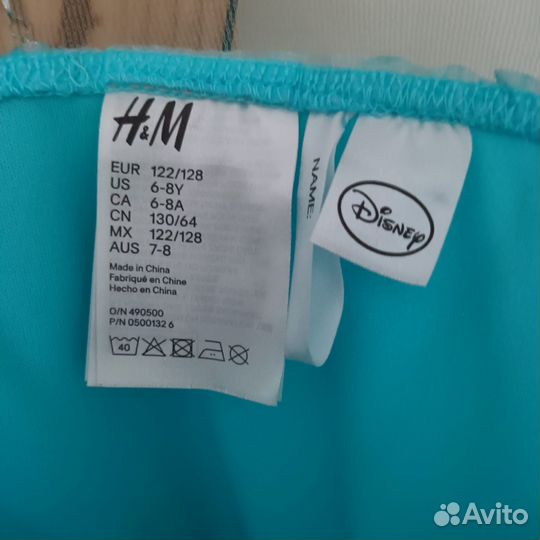 H&M
EUR 122/128
US 6-8Y
CA 6-8A
CN 130/64
MX 122/128
AUS 7-8
Made in China
Fabriqué en Chine
Hecho en China
O/N 490500
P/N 0500132 6
40
NAME:
Disney
Avito